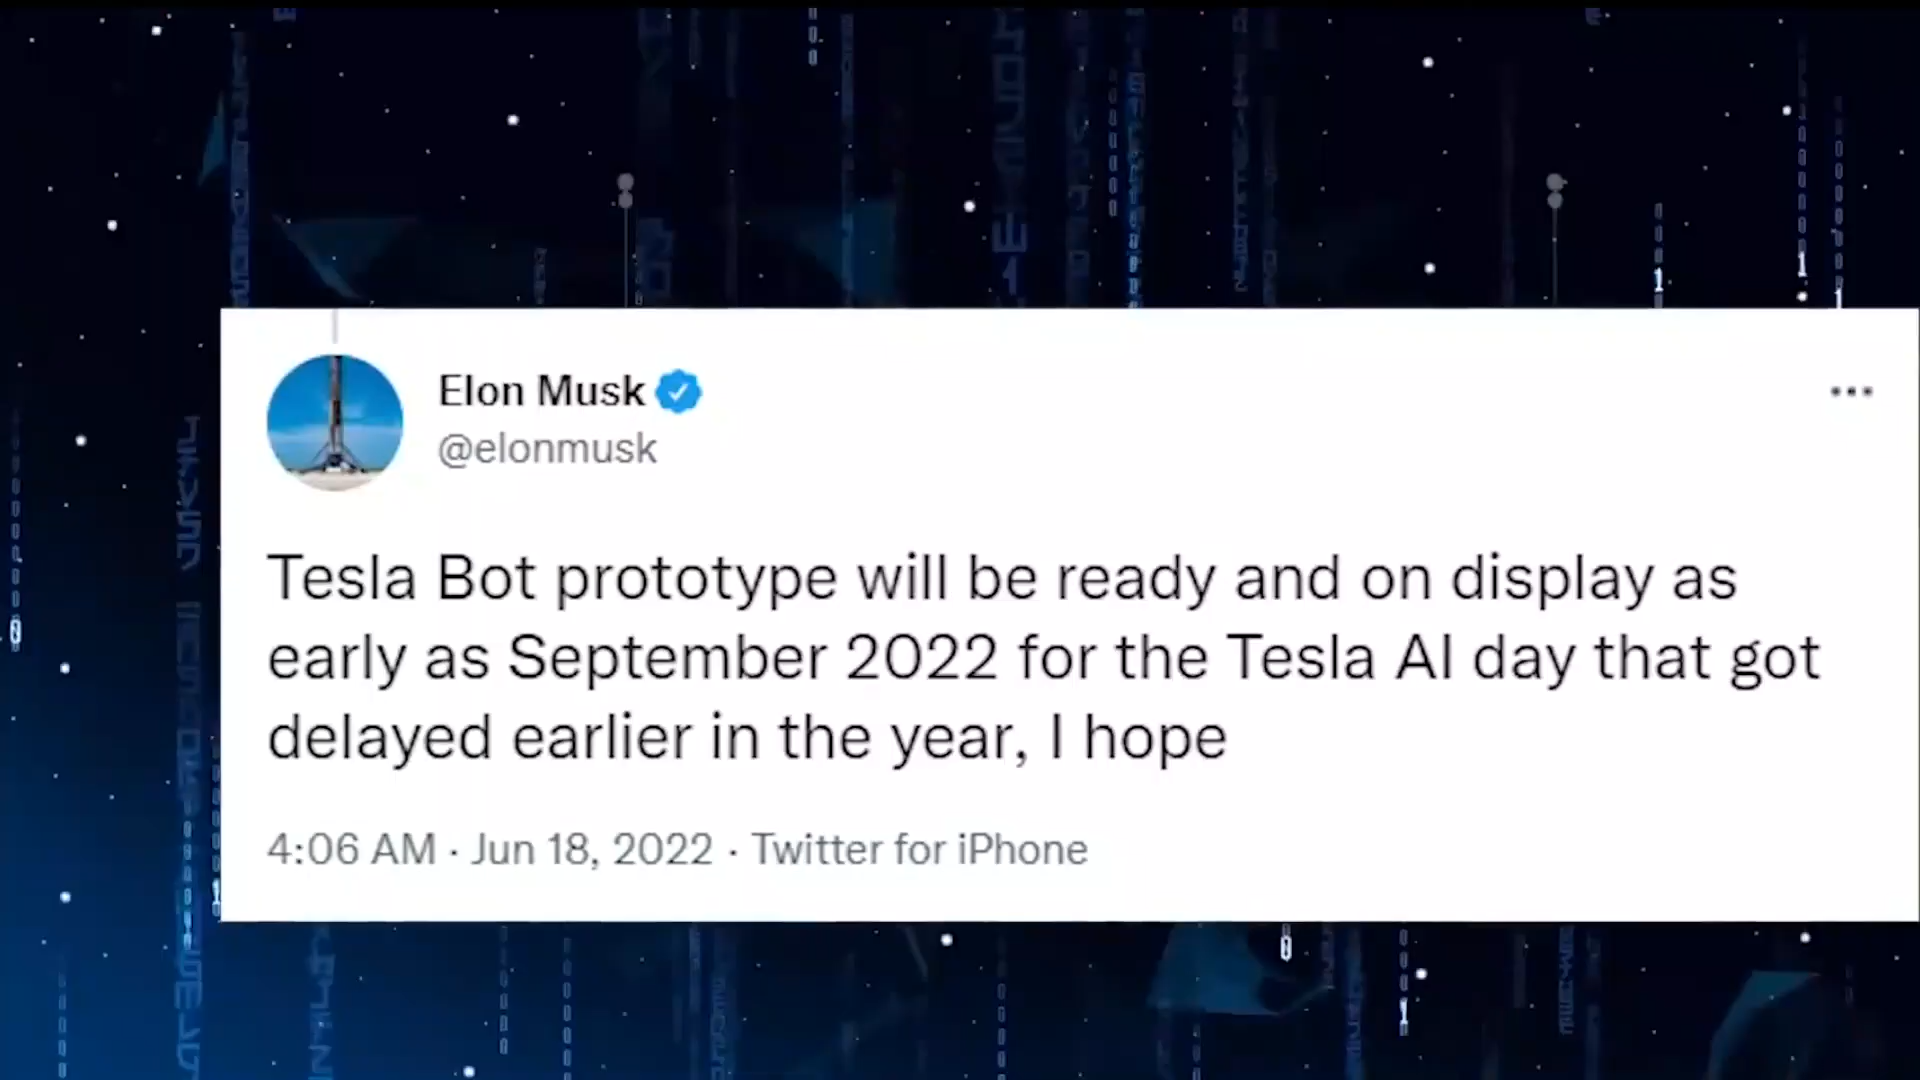 Elon Musk
@elonmusk
Tesla Bot prototype will be ready and on display as
early as September 2022 for the Tesla AI day that got
delayed earlier in the year, I hope
4:06 AM · Jun 18, 2022 · Twitter for iPhone